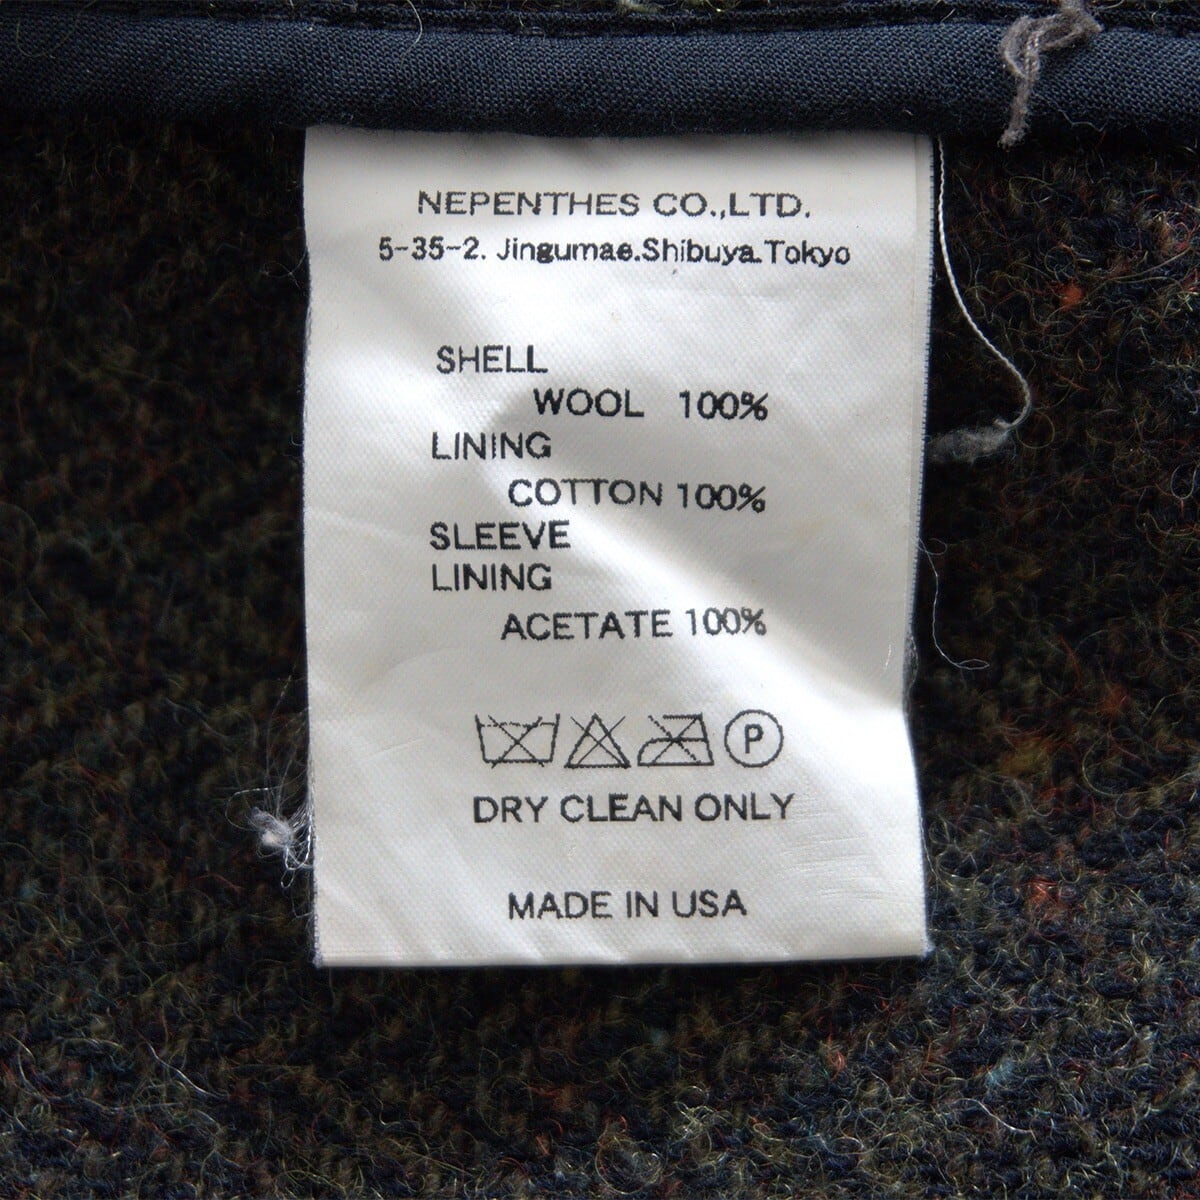 NEPENTHES CO.,LTD.
5-35-2. Jingumae.Shibuya.Tokyo
SHELL
WOOL 100%
LINING
COTTON 100%
SLEEVE
LINING
ACETATE 100%
P
DRY CLEAN ONLY
MADE IN USA